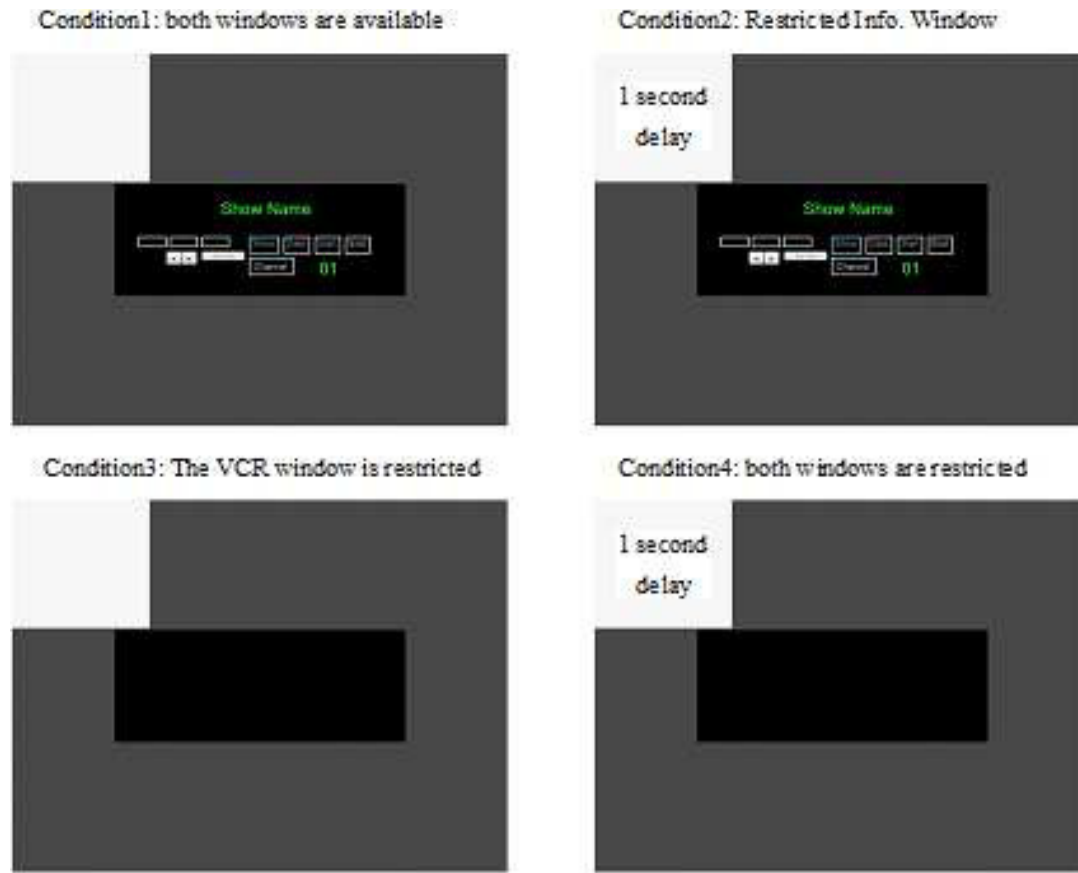 Condition1: both windows are available
Condition2: Restricted Info. Window
1 second
delay
Show Name
Channel
01
Show Name
Channel
01
Condition3: The VCR window is restricted
Condition4: both windows are restricted
1 second
delay